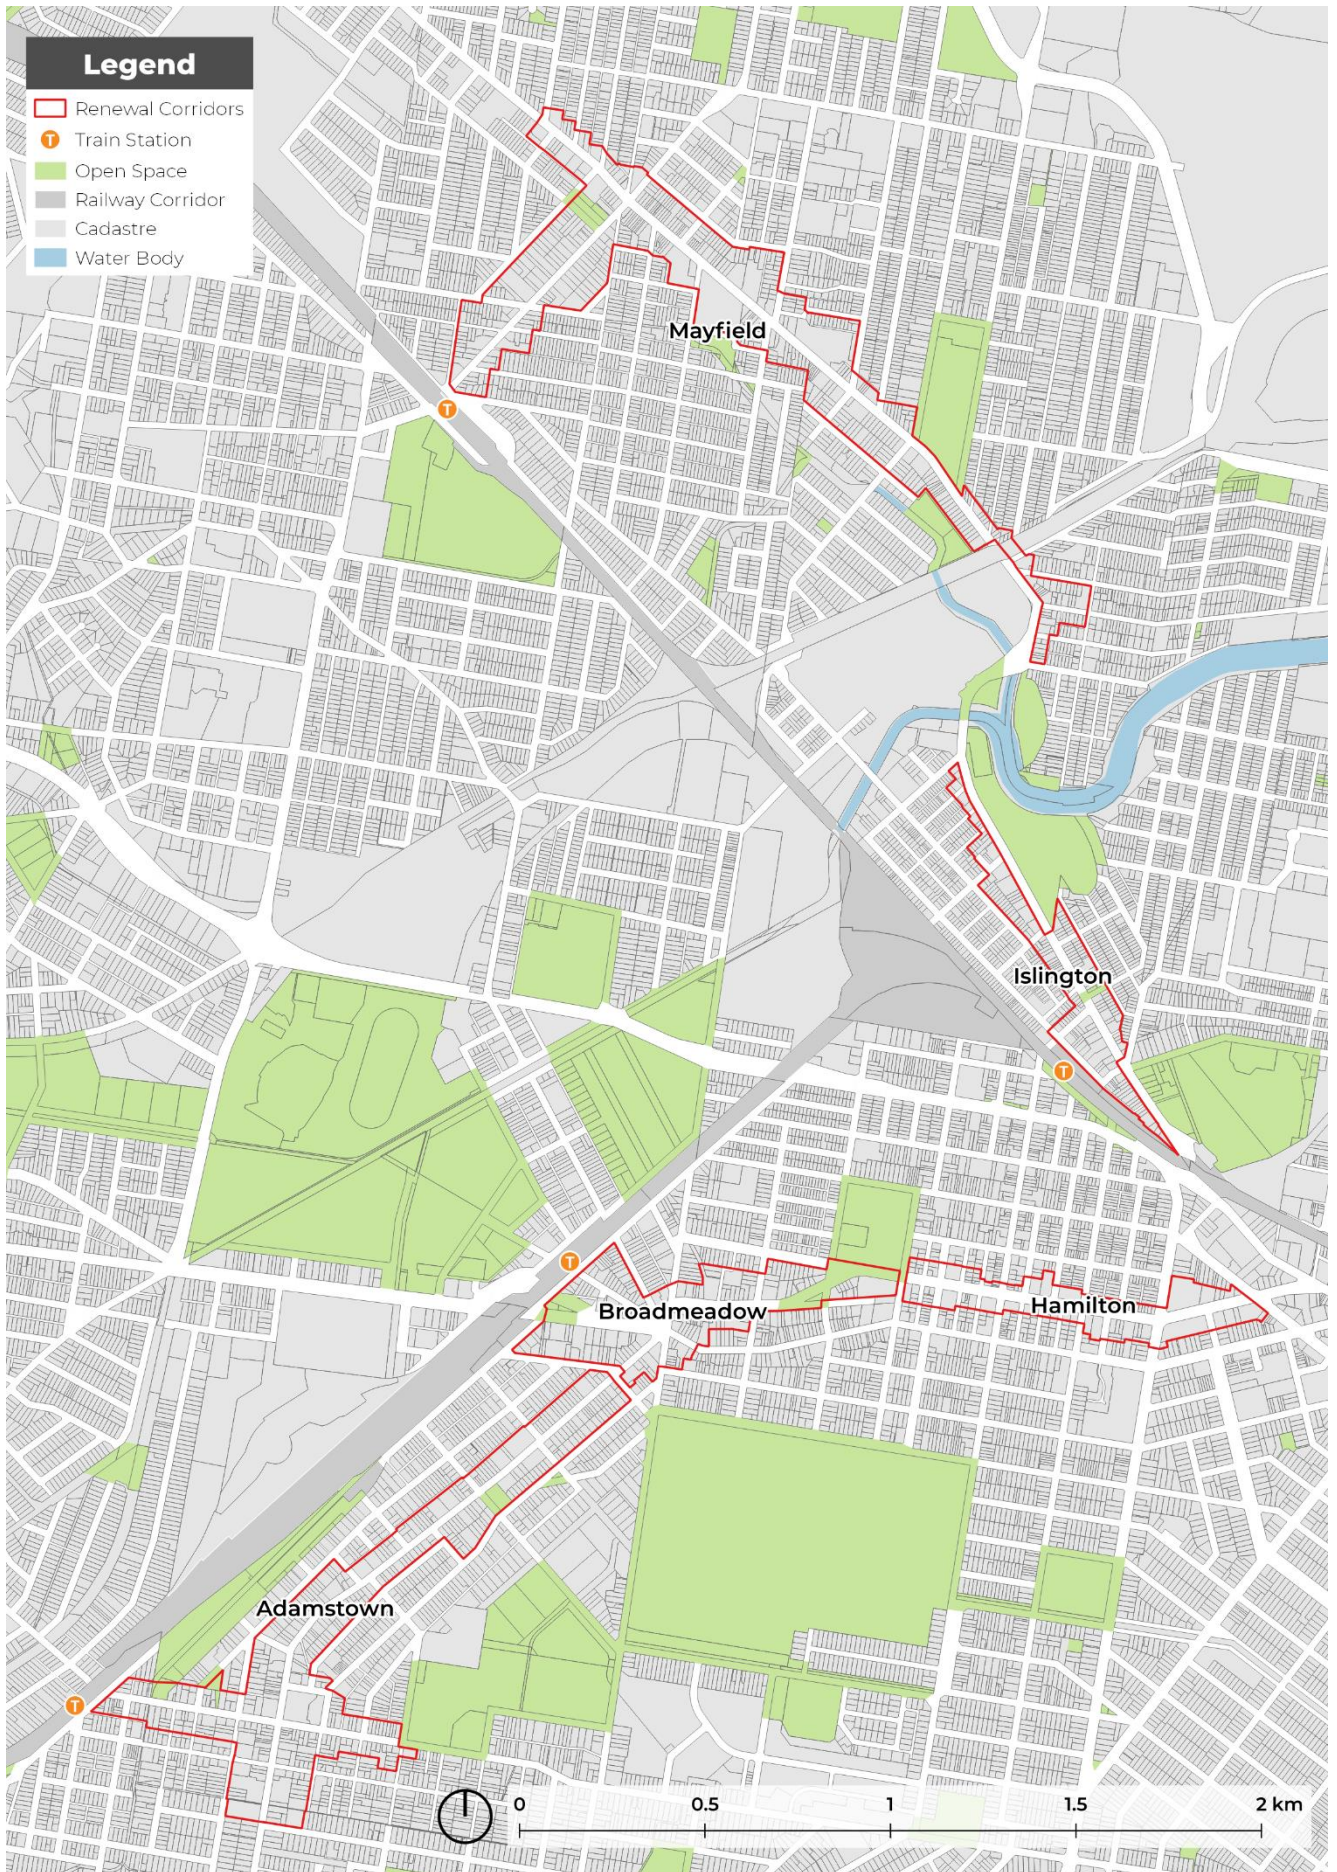 Legend
Renewal Corridors
T Train Station
Open Space
Railway Corridor
Cadastre
Water Body
Mayfield
T
Islington
T
T
Broadmeadow
Hamilton
Adamstown
T
0 0.5 1 1.5 2 km